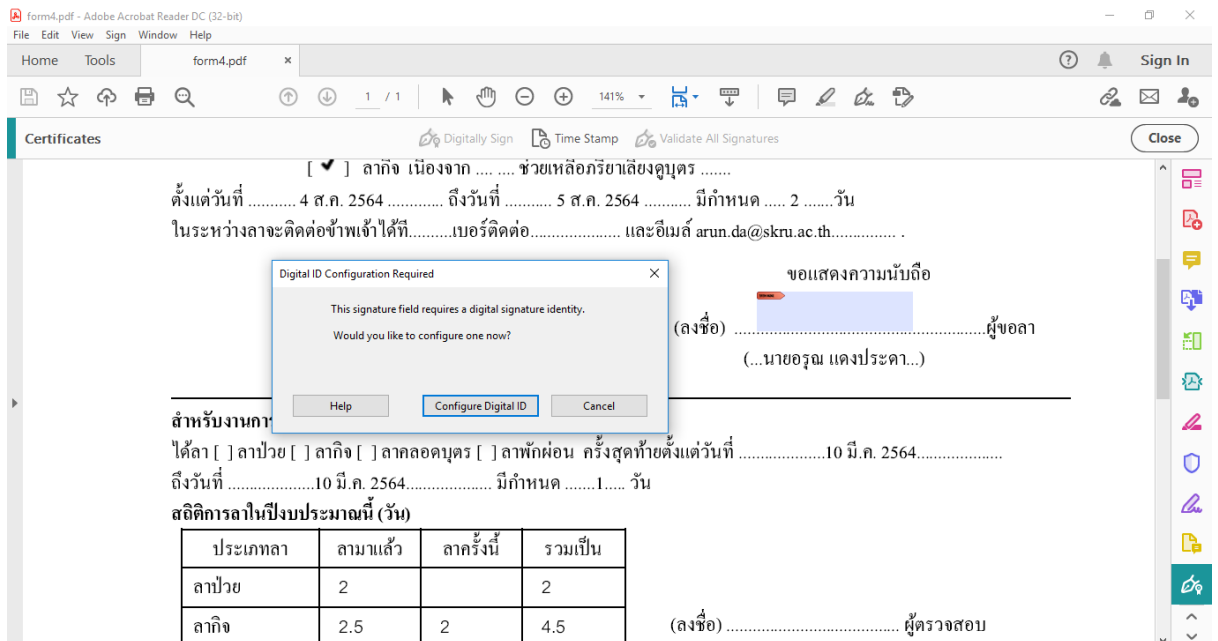 form4.pdf - Adobe Acrobat Reader DC (32-bit)
File Edit View Sign Window Help
Home Tools form4.pdf × Sign In
1 / 1 141%
Certificates Digitally Sign Time Stamp Validate All Signatures Close
[ ✔ ] ลากิจ เนื่องจาก .... .... ช่วยเหลือภริยาเลี้ยงดูบุตร .......
ตั้งแต่วันที่ ........... 4 ส.ค. 2564 ............. ถึงวันที่ ........... 5 ส.ค. 2564 ........... มีกำหนด ..... 2 .......วัน
ในระหว่างลาจะติดต่อข้าพเจ้าได้ที่..........เบอร์ติดต่อ..................... และอีเมล์ arun.da@skru.ac.th............... .
ขอแสดงความนับถือ
(ลงชื่อ) ..........................................................ผู้ขอลา
(...นายอรุณ แดงประดา...)
Digital ID Configuration Required
This signature field requires a digital signature identity.
Would you like to configure one now?
Help Configure Digital ID Cancel
สำหรับงานกา
ได้ลา [ ] ลาป่วย [ ] ลากิจ [ ] ลาคลอดบุตร [ ] ลาพักผ่อน ครั้งสุดท้ายตั้งแต่วันที่ ....................10 มี.ค. 2564....................
ถึงวันที่ ....................10 มี.ค. 2564.................... มีกำหนด .......1..... วัน
สถิติการลาในปีงบประมาณนี้ (วัน)
ประเภทลา ลามาแล้ว ลาครั้งนี้ รวมเป็น
ลาป่วย 2 2
ลากิจ 2.5 2 4.5
(ลงชื่อ) ........................................ ผู้ตรวจสอบ